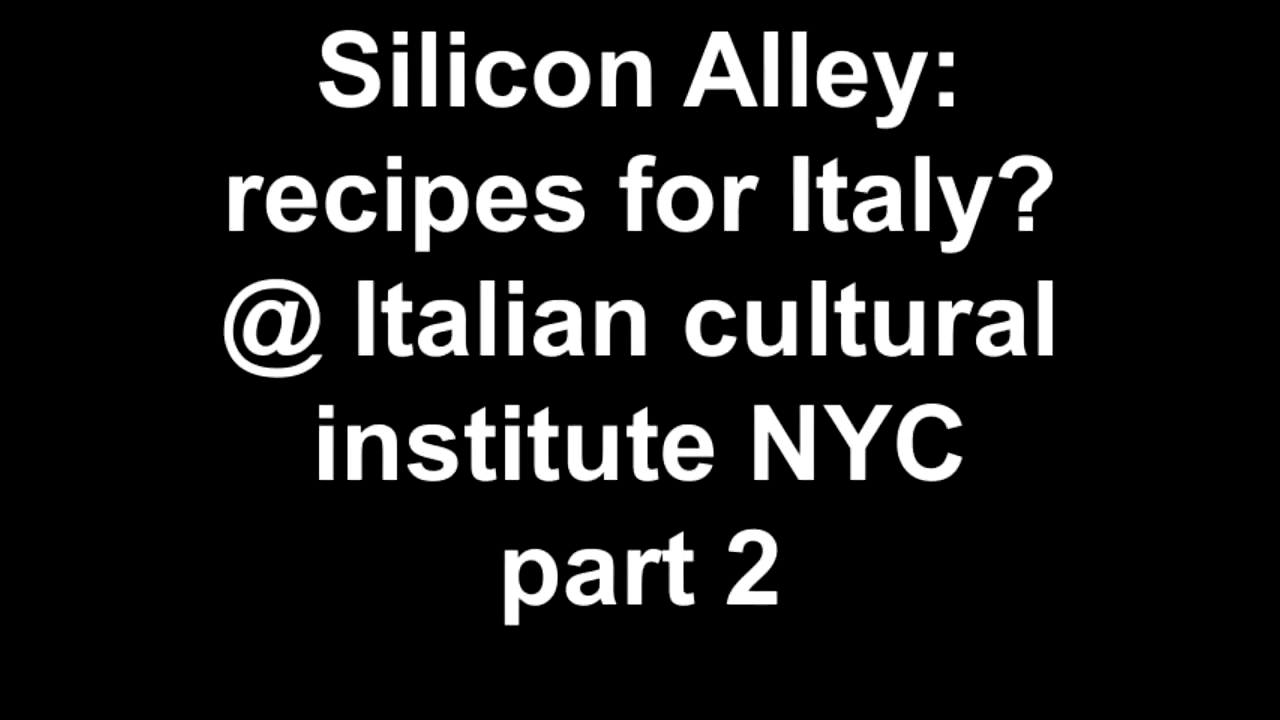 Silicon Alley:
recipes for Italy?
@ Italian cultural
institute NYC
part 2